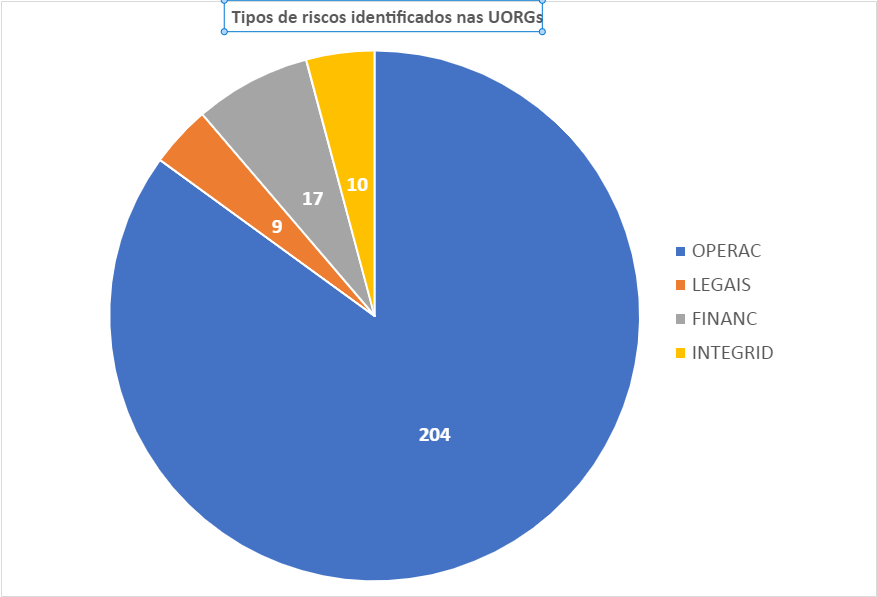 Tipos de riscos identificados nas UORGs
10
17
9
204
OPERAC
LEGAIS
FINANC
INTEGRID